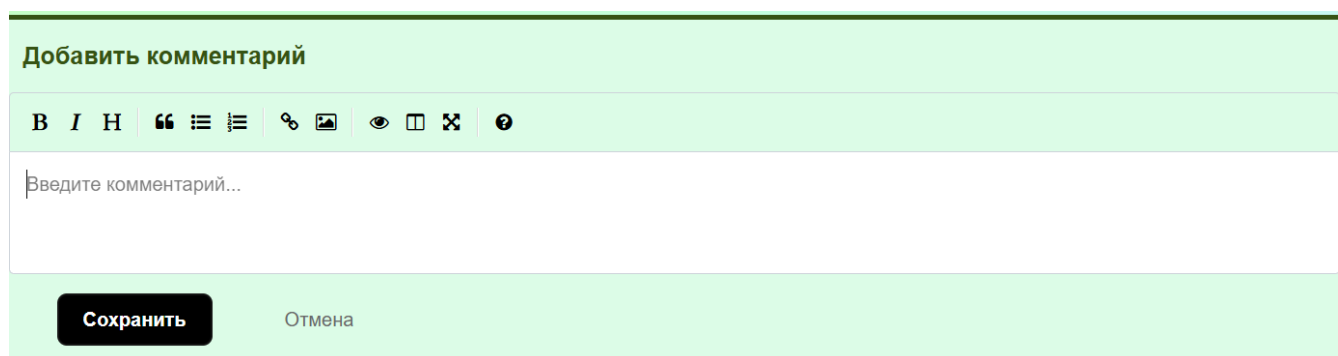 Добавить комментарий
B I H
Введите комментарий...
Сохранить Отмена